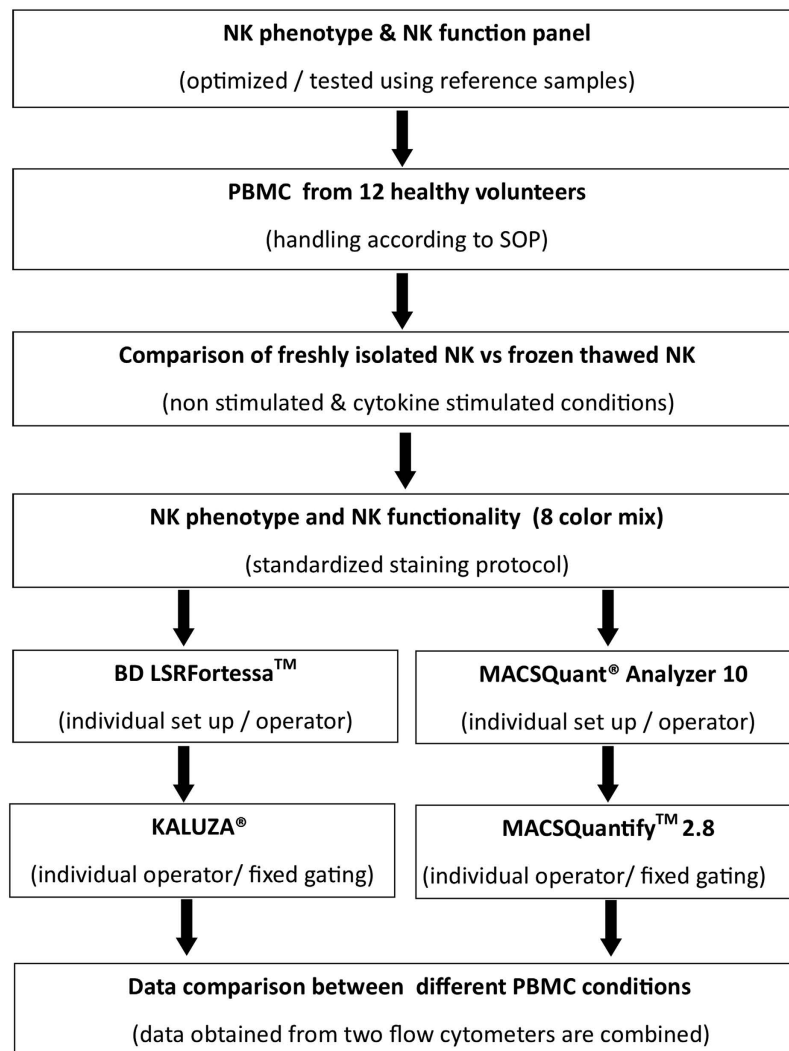 NK phenotype & NK function panel
(optimized / tested using reference samples)
PBMC from 12 healthy volunteers
(handling according to SOP)
Comparison of freshly isolated NK vs frozen thawed NK
(non stimulated & cytokine stimulated conditions)
NK phenotype and NK functionality (8 color mix)
(standardized staining protocol)
BD LSRFortessa™
(individual set up / operator)
MACSQuant® Analyzer 10
(individual set up / operator)
KALUZA®
(individual operator/ fixed gating)
MACSQuantify™ 2.8
(individual operator/ fixed gating)
Data comparison between different PBMC conditions
(data obtained from two flow cytometers are combined)